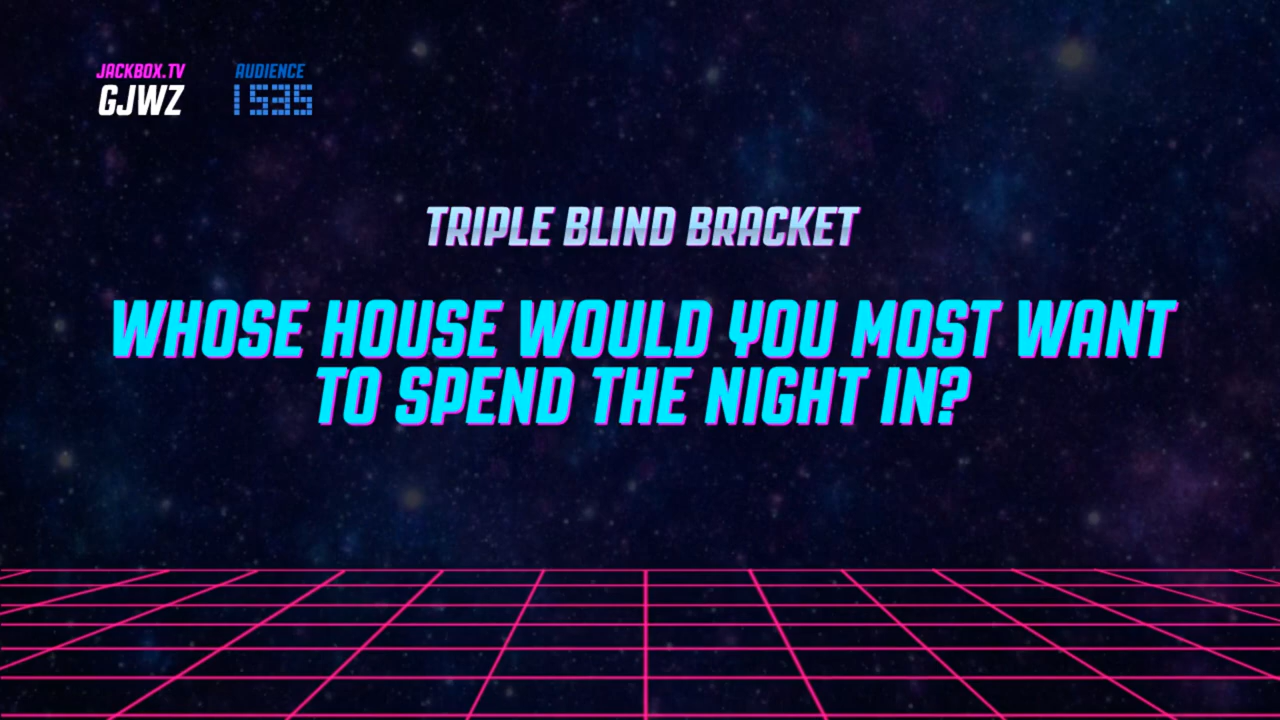 JACKBOX.TV
GJWZ
AUDIENCE
1535
TRIPLE BLIND BRACKET
WHOSE HOUSE WOULD YOU MOST WANT
TO SPEND THE NIGHT IN?